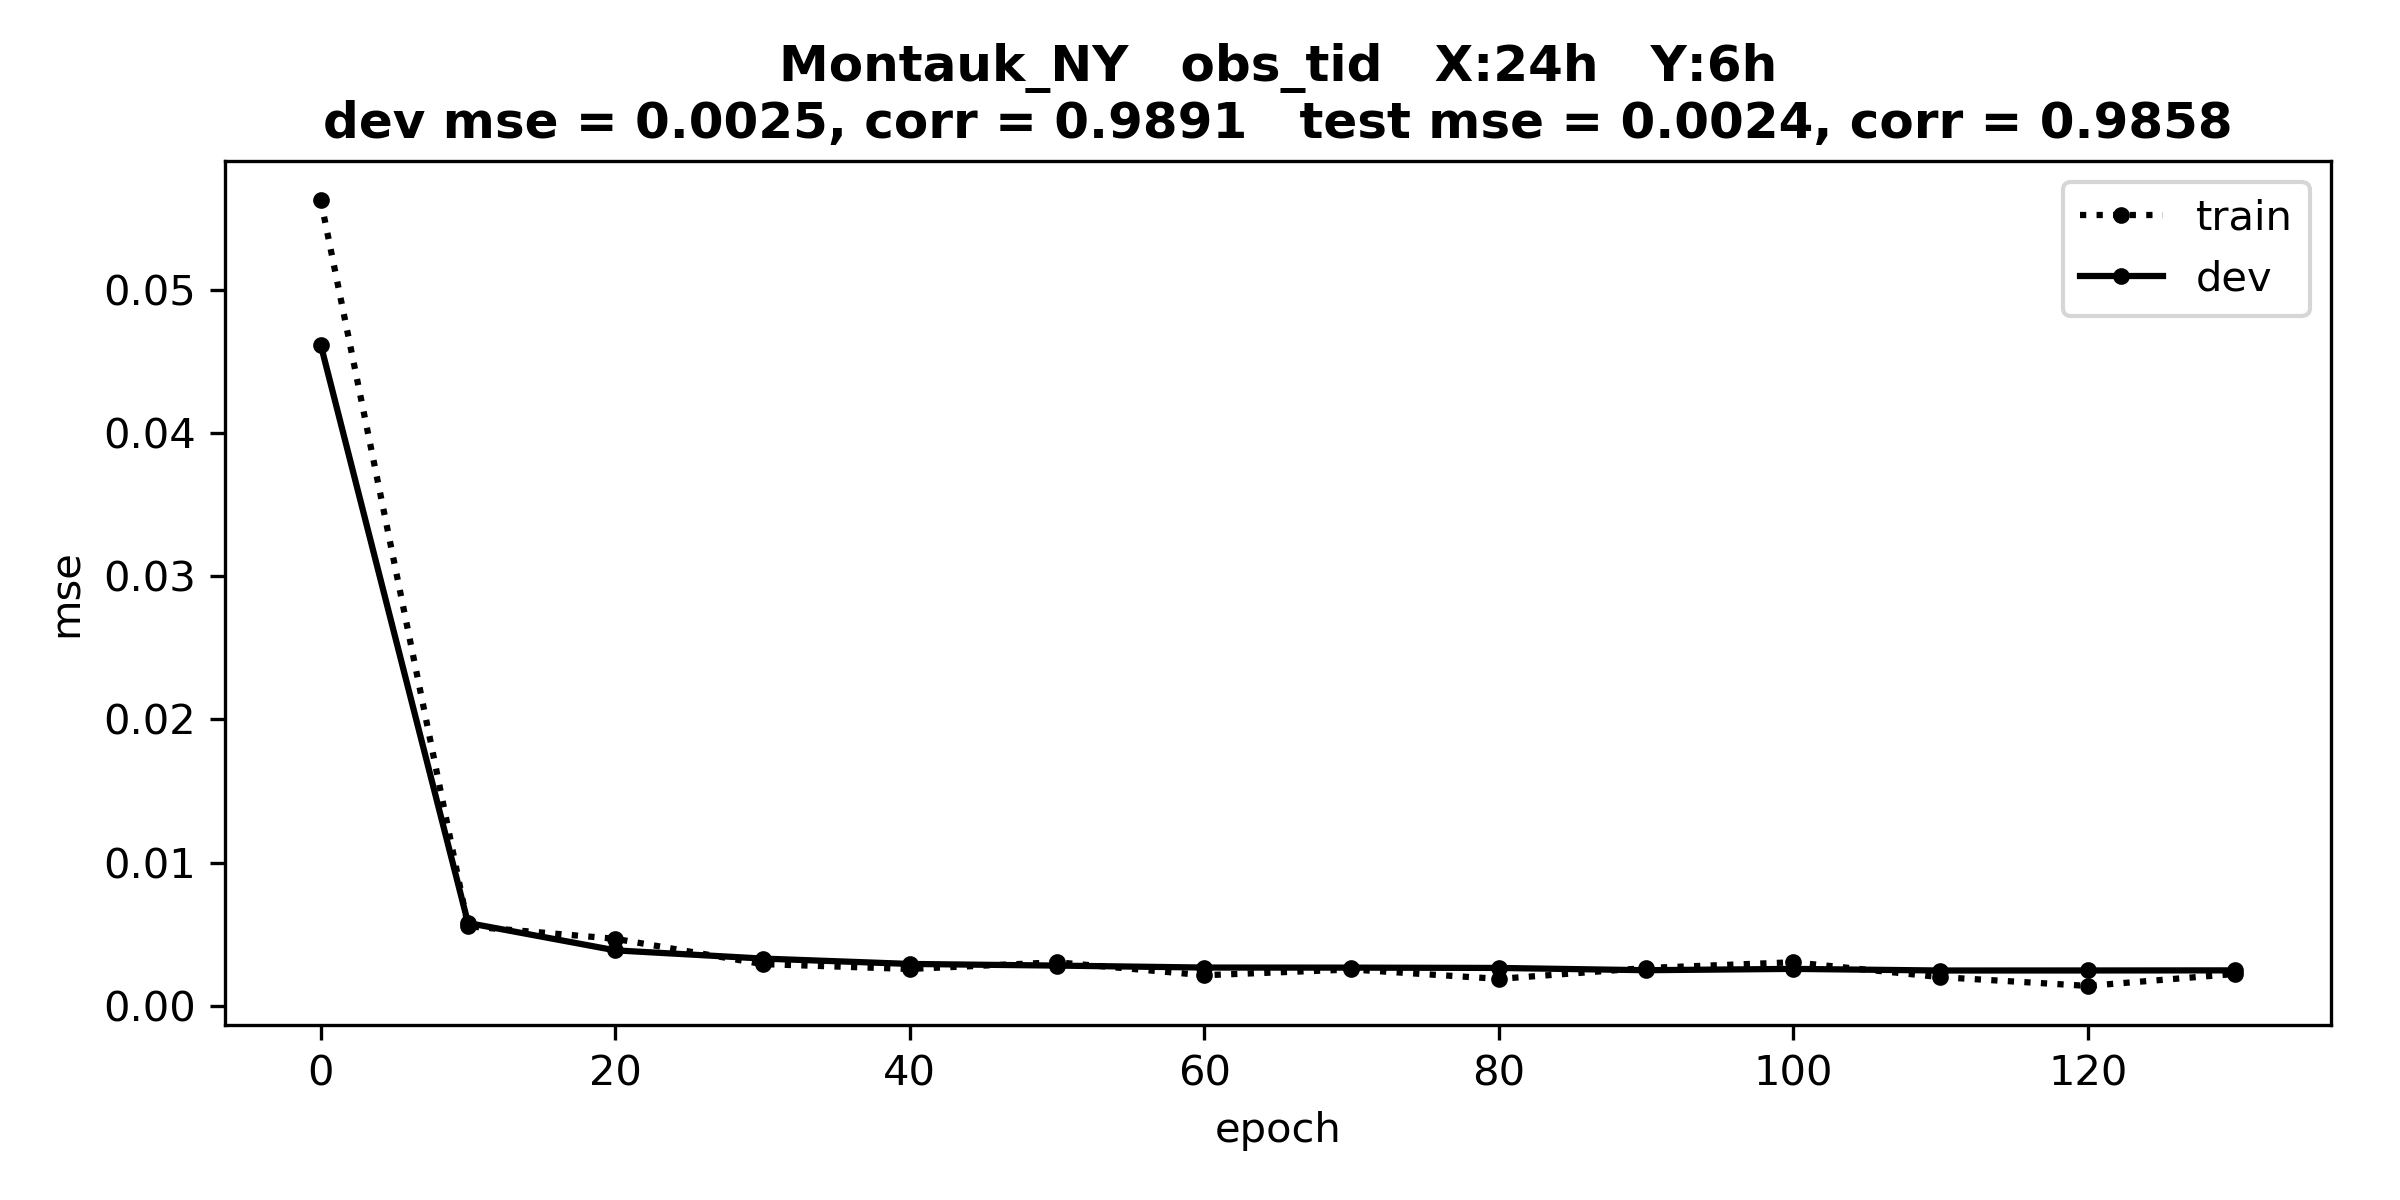 Montauk_NY obs_tid X:24h Y:6h
dev mse = 0.0025, corr = 0.9891 test mse = 0.0024, corr = 0.9858
train
dev
0.05
0.04
0.03
0.02
0.01
0.00
mse
0 20 40 60 80 100 120
epoch